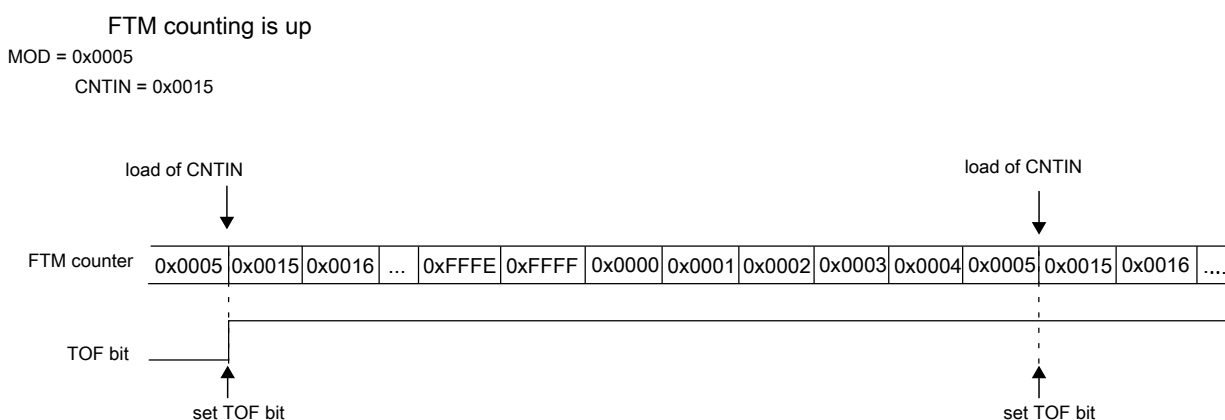 FTM counting is up
MOD = 0x0005
CNTIN = 0x0015
load of CNTIN load of CNTIN
FTM counter 0x0005 0x0015 0x0016 ... 0xFFFE 0xFFFF 0x0000 0x0001 0x0002 0x0003 0x0004 0x0005 0x0015 0x0016 ....
TOF bit
set TOF bit set TOF bit